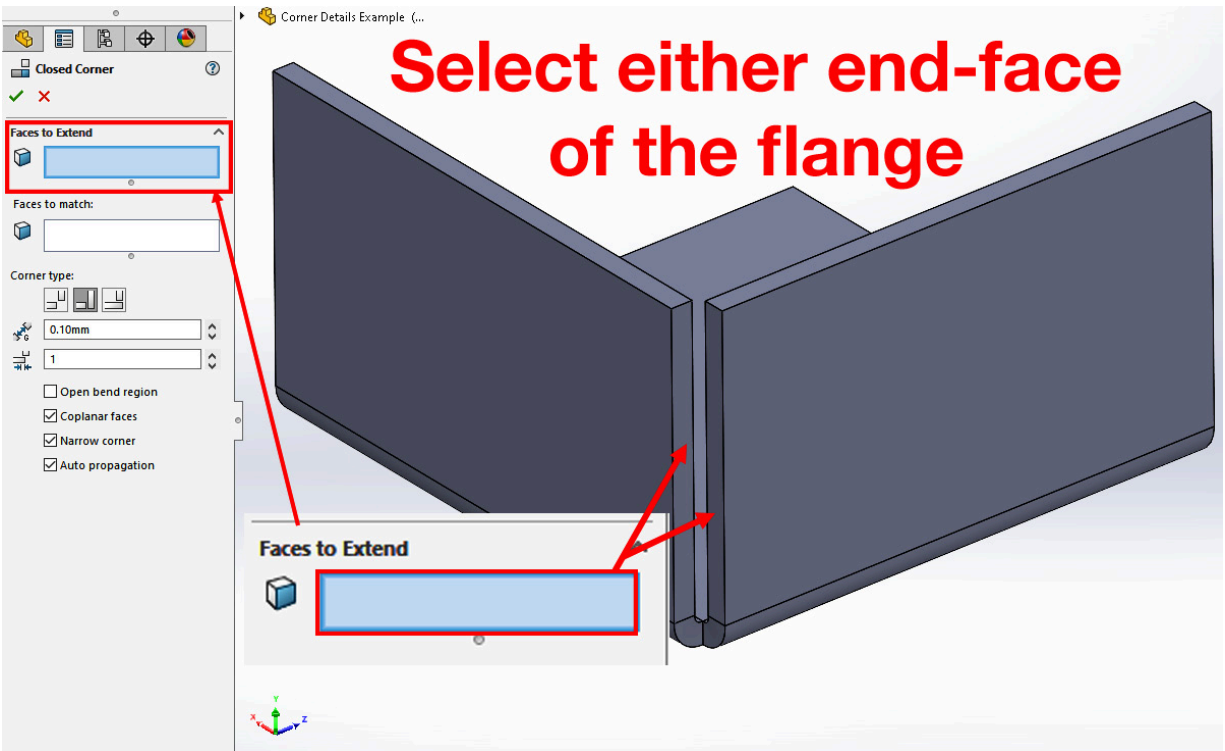 Corner Details Example (...
Closed Corner
Faces to Extend
Faces to match:
Corner type:
0.10mm
1
Open bend region
Coplanar faces
Narrow corner
Auto propagation
Select either end-face
of the flange
Faces to Extend
Y
X
Z